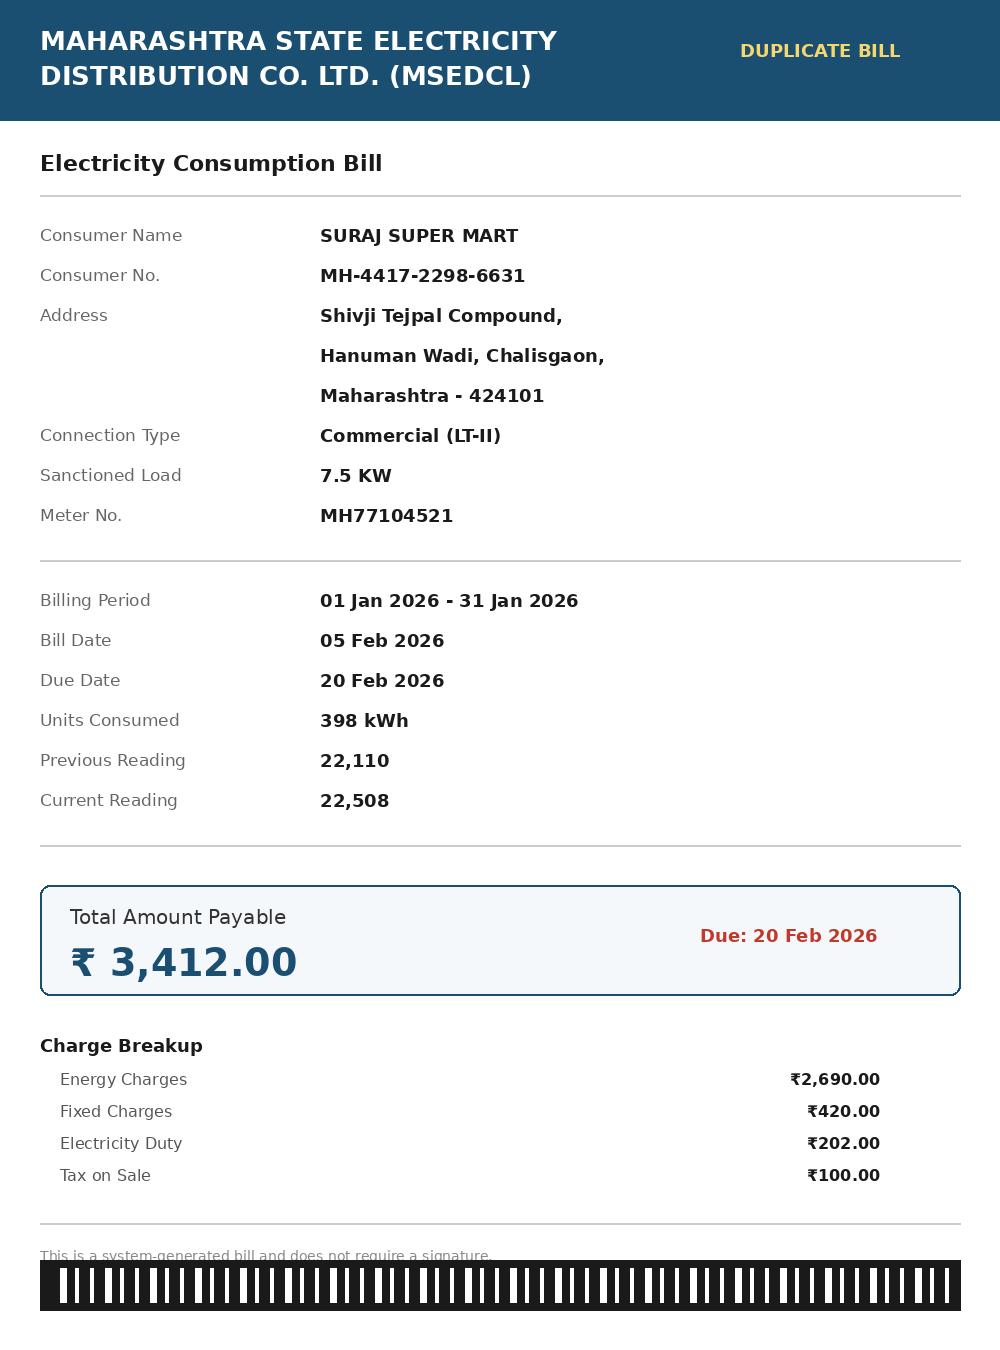 MAHARASHTRA STATE ELECTRICITY
DISTRIBUTION CO. LTD. (MSEDCL)
DUPLICATE BILL
Electricity Consumption Bill
Consumer Name SURAJ SUPER MART
Consumer No. MH-4417-2298-6631
Address Shivji Tejpal Compound,
Hanuman Wadi, Chalisgaon,
Maharashtra - 424101
Connection Type Commercial (LT-II)
Sanctioned Load 7.5 KW
Meter No. MH77104521
Billing Period 01 Jan 2026 - 31 Jan 2026
Bill Date 05 Feb 2026
Due Date 20 Feb 2026
Units Consumed 398 kWh
Previous Reading 22,110
Current Reading 22,508
Total Amount Payable
₹ 3,412.00
Due: 20 Feb 2026
Charge Breakup
Energy Charges ₹2,690.00
Fixed Charges ₹420.00
Electricity Duty ₹202.00
Tax on Sale ₹100.00
This is a system-generated bill and does not require a signature.